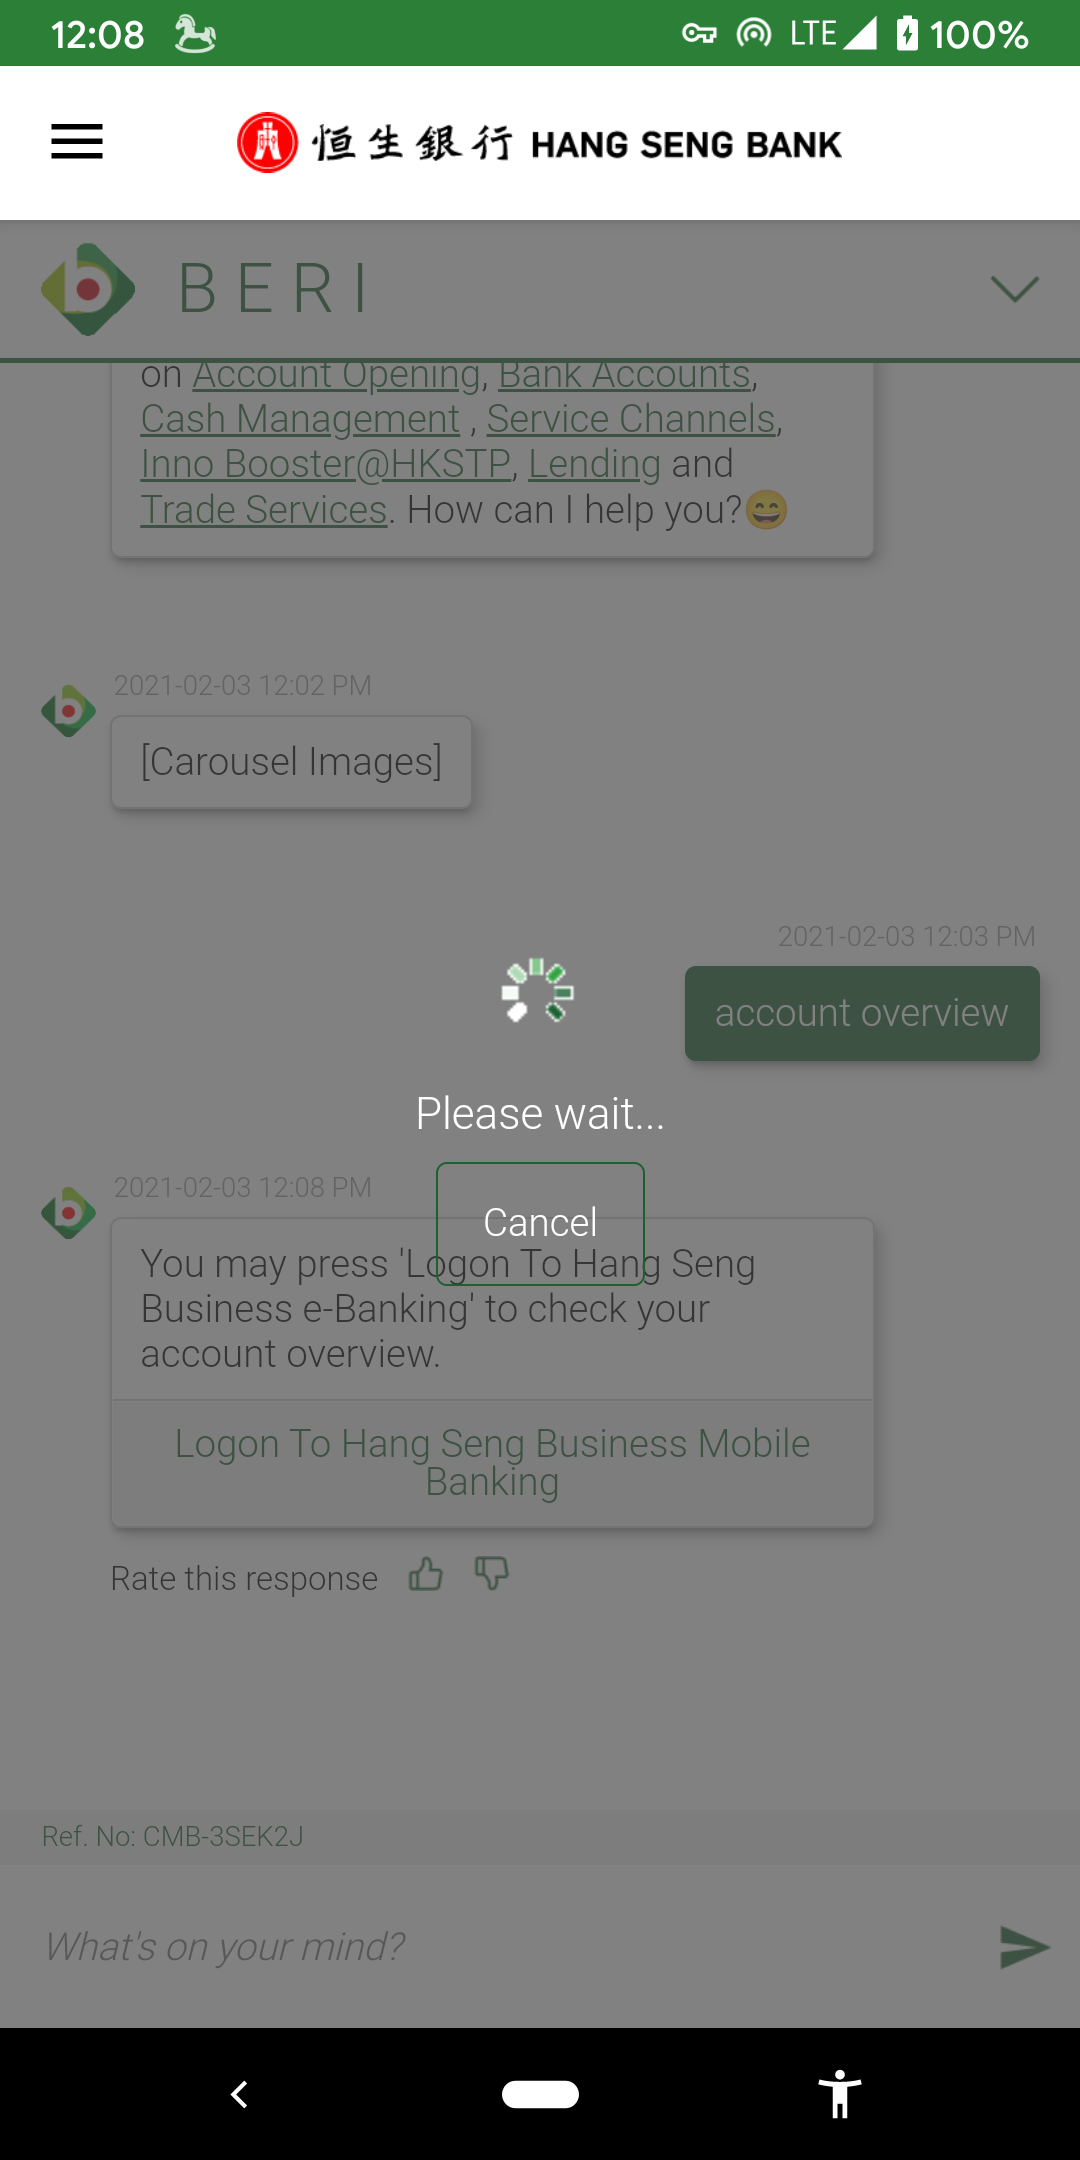 12:08
LTE 100%
恒生銀行 HANG SENG BANK
BERI
on Account Opening, Bank Accounts,
Cash Management , Service Channels,
Inno Booster@HKSTP, Lending and
Trade Services. How can I help you?😄
2021-02-03 12:02 PM
[Carousel Images]
2021-02-03 12:03 PM
account overview
Please wait...
Cancel
2021-02-03 12:08 PM
You may press 'Logon To Hang Seng
Business e-Banking' to check your
account overview.
Logon To Hang Seng Business Mobile
Banking
Rate this response
Ref. No: CMB-3SEK2J
What's on your mind?